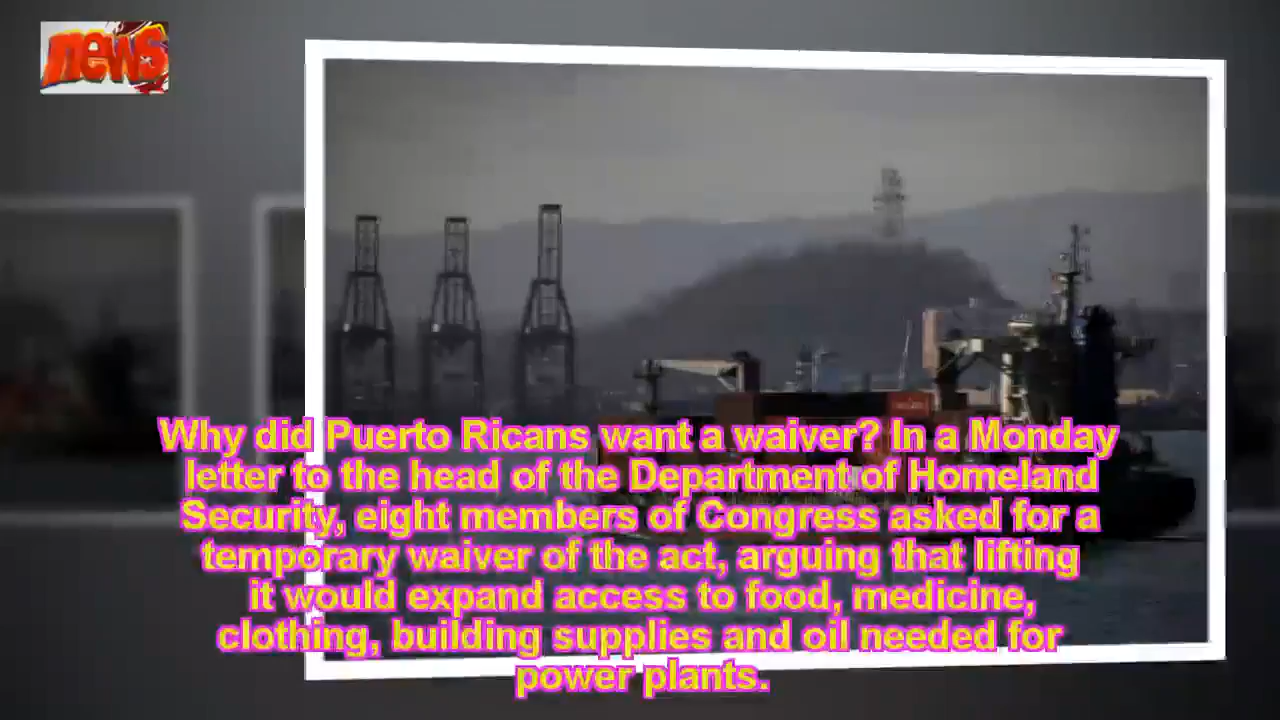 news
Why did Puerto Ricans want a waiver? In a Monday
letter to the head of the Department of Homeland
Security, eight members of Congress asked for a
temporary waiver of the act, arguing that lifting
it would expand access to food, medicine,
clothing, building supplies and oil needed for
power plants.